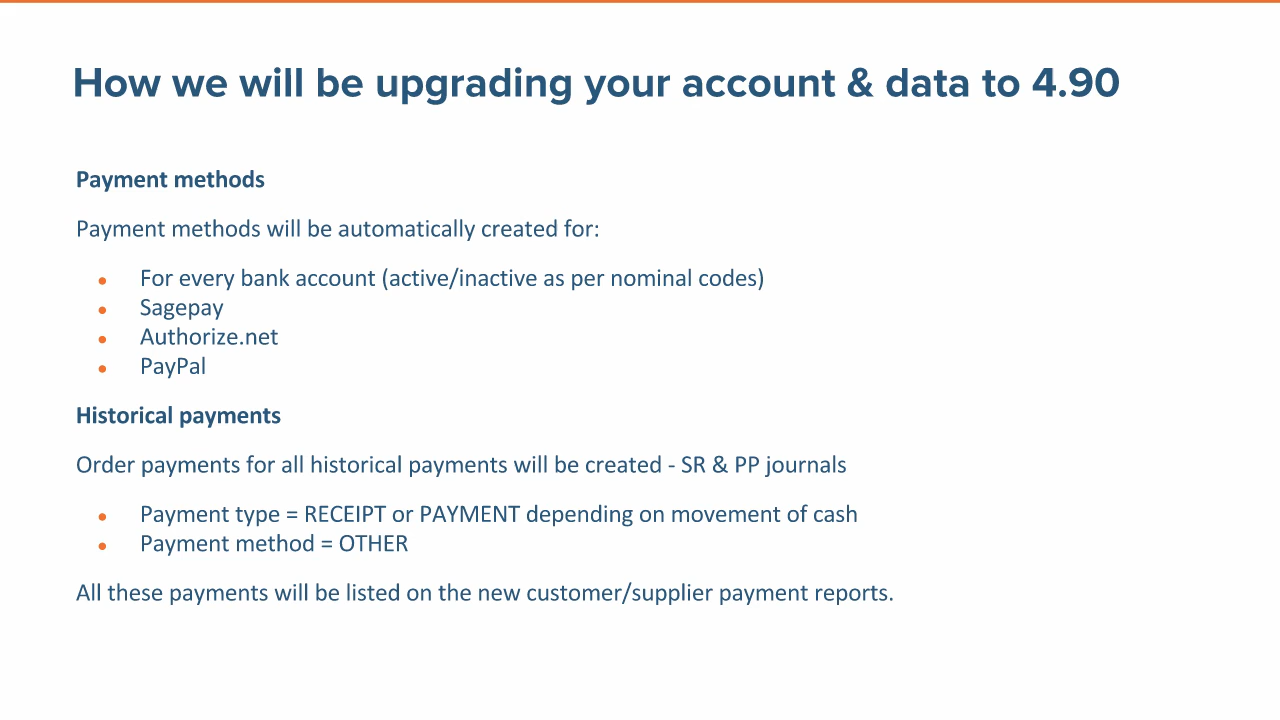 How we will be upgrading your account & data to 4.90
Payment methods
Payment methods will be automatically created for:
● For every bank account (active/inactive as per nominal codes)
● Sagepay
● Authorize.net
● PayPal
Historical payments
Order payments for all historical payments will be created - SR & PP journals
● Payment type = RECEIPT or PAYMENT depending on movement of cash
● Payment method = OTHER
All these payments will be listed on the new customer/supplier payment reports.